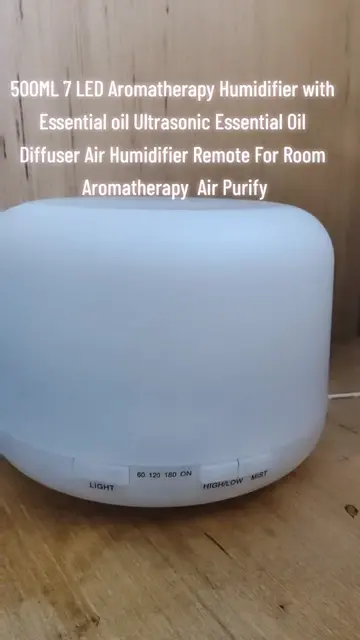 500ML 7 LED Aromatherapy Humidifier with
Essential oil Ultrasonic Essential Oil
Diffuser Air Humidifier Remote For Room
Aromatherapy Air Purify
LIGHT
60 120 180 ON
HIGH/LOW MIST